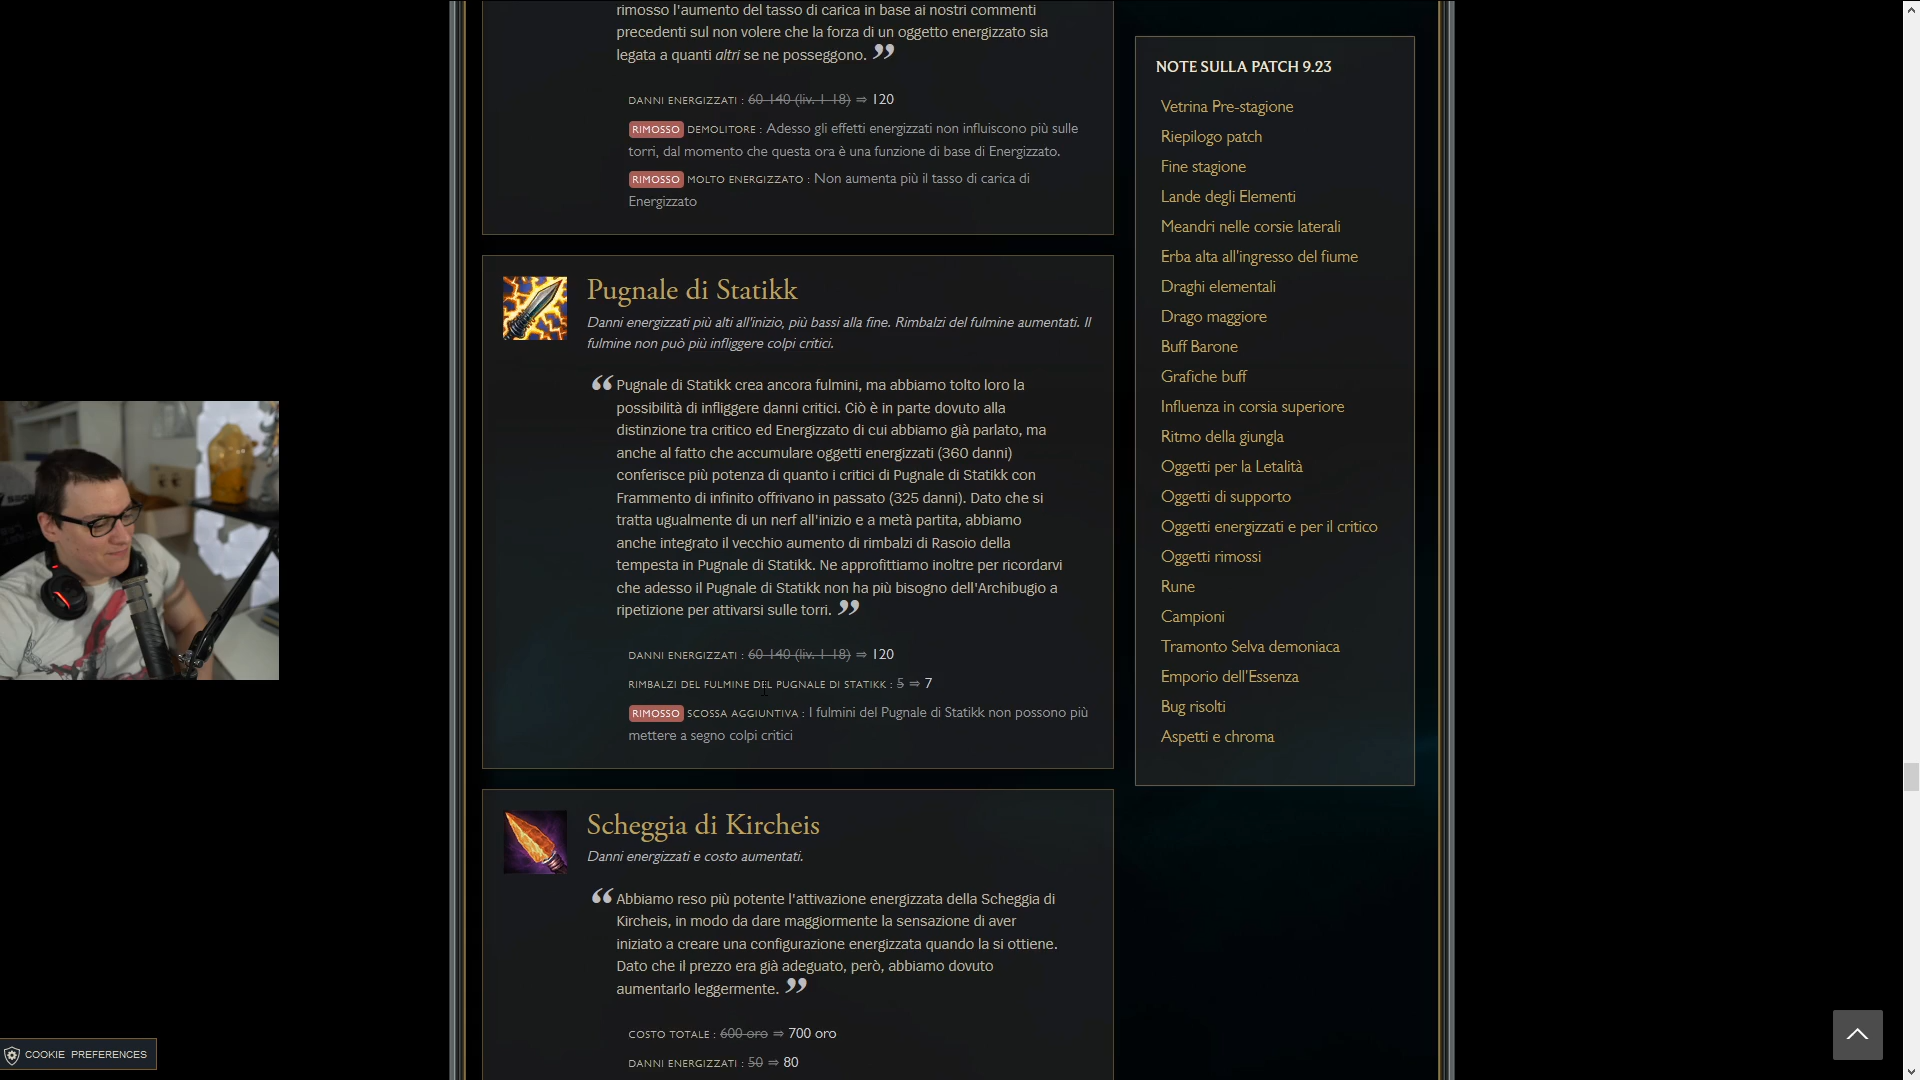 rimosso l'aumento del tasso di carica in base ai nostri commenti
precedenti sul non volere che la forza di un oggetto energizzato sia
legata a quanti altri se ne posseggono. ”
DANNI ENERGIZZATI : 60-140 (liv. 1-18) ⇒ 120
RIMOSSO DEMOLITORE : Adesso gli effetti energizzati non influiscono più sulle
torri, dal momento che questa ora è una funzione di base di Energizzato.
RIMOSSO MOLTO ENERGIZZATO : Non aumenta più il tasso di carica di
Energizzato
Pugnale di Statikk
Danni energizzati più alti all'inizio, più bassi alla fine. Rimbalzi del fulmine aumentati. Il
fulmine non può più infliggere colpi critici.
“ Pugnale di Statikk crea ancora fulmini, ma abbiamo tolto loro la
possibilità di infliggere danni critici. Ciò è in parte dovuto alla
distinzione tra critico ed Energizzato di cui abbiamo già parlato, ma
anche al fatto che accumulare oggetti energizzati (360 danni)
conferisce più potenza di quanto i critici di Pugnale di Statikk con
Frammento di infinito offrivano in passato (325 danni). Dato che si
tratta ugualmente di un nerf all'inizio e a metà partita, abbiamo
anche integrato il vecchio aumento di rimbalzi di Rasoio della
tempesta in Pugnale di Statikk. Ne approfittiamo inoltre per ricordarvi
che adesso il Pugnale di Statikk non ha più bisogno dell'Archibugio a
ripetizione per attivarsi sulle torri. ”
DANNI ENERGIZZATI : 60-140 (liv. 1-18) ⇒ 120
RIMBALZI DEL FULMINE DEL PUGNALE DI STATIKK : 5 ⇒ 7
RIMOSSO SCOSSA AGGIUNTIVA : I fulmini del Pugnale di Statikk non possono più
mettere a segno colpi critici
Scheggia di Kircheis
Danni energizzati e costo aumentati.
“ Abbiamo reso più potente l'attivazione energizzata della Scheggia di
Kircheis, in modo da dare maggiormente la sensazione di aver
iniziato a creare una configurazione energizzata quando la si ottiene.
Dato che il prezzo era già adeguato, però, abbiamo dovuto
aumentarlo leggermente. ”
COSTO TOTALE : 600 oro ⇒ 700 oro
DANNI ENERGIZZATI : 50 ⇒ 80
NOTE SULLA PATCH 9.23
Vetrina Pre-stagione
Riepilogo patch
Fine stagione
Lande degli Elementi
Meandri nelle corsie laterali
Erba alta all'ingresso del fiume
Draghi elementali
Drago maggiore
Buff Barone
Grafiche buff
Influenza in corsia superiore
Ritmo della giungla
Oggetti per la Letalità
Oggetti di supporto
Oggetti energizzati e per il critico
Oggetti rimossi
Rune
Campioni
Tramonto Selva demoniaca
Emporio dell'Essenza
Bug risolti
Aspetti e chroma
COOKIE PREFERENCES